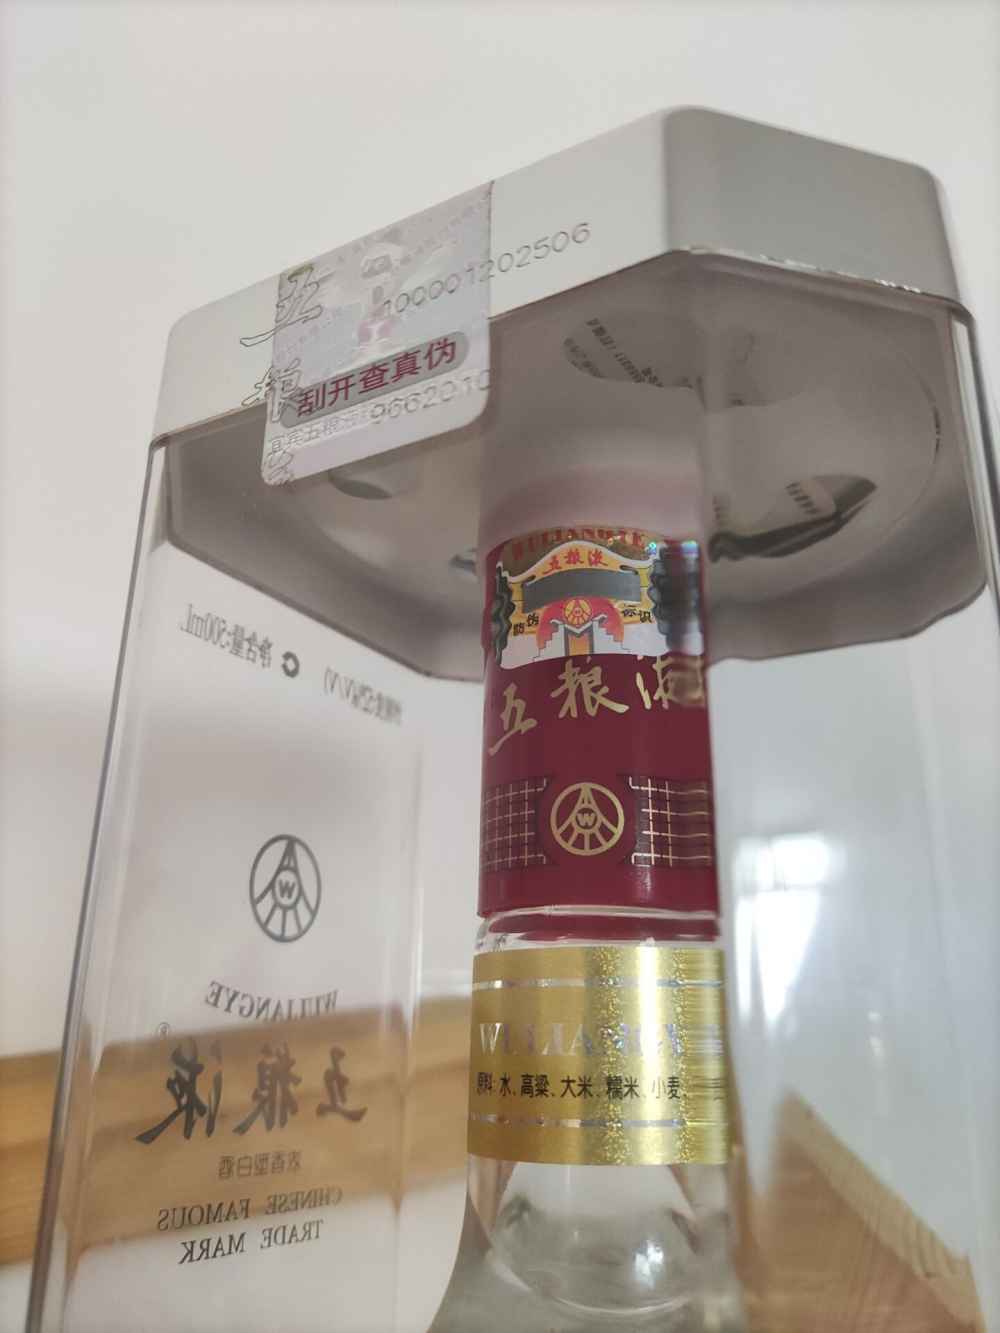 五
粮
100001202506
刮开查真伪
宜宾五粮液
9662010
WULIANGYE
五粮液
防伪
标识
五粮液
W
净含量:500mL
C
W
WULIANGYE
五粮液
®
浓香型白酒
CHINESE FAMOUS
TRADE MARK
原料:水、高粱、大米、糯米、小麦、